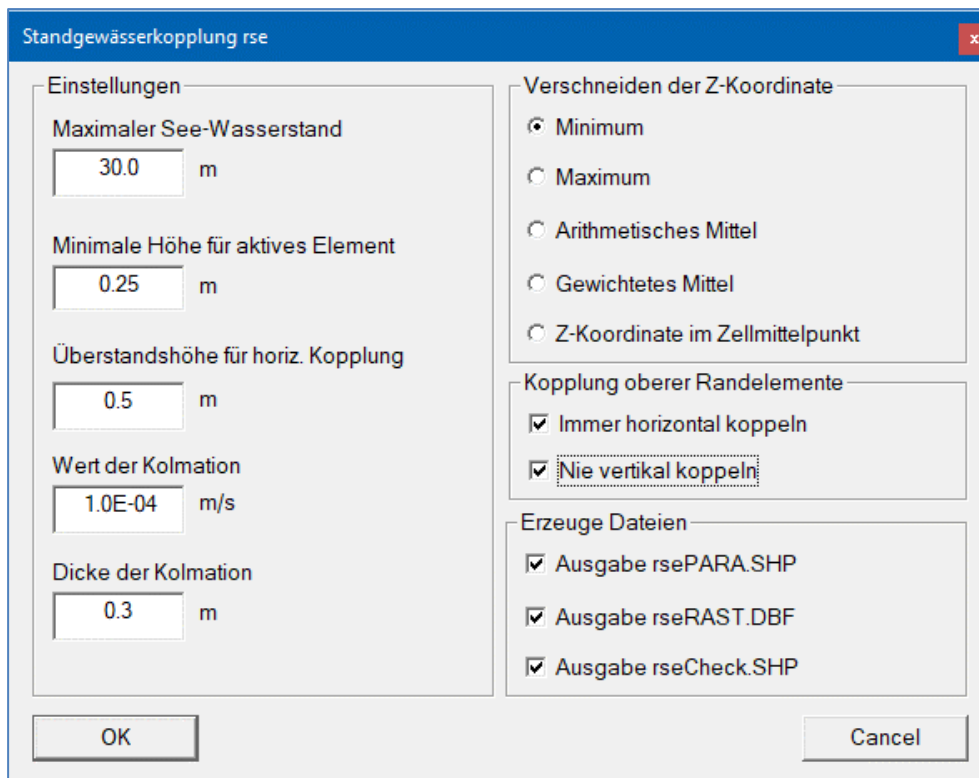 Standgewässerkopplung rse
x
Einstellungen
Maximaler See-Wasserstand
30.0 m
Minimale Höhe für aktives Element
0.25 m
Überstandshöhe für horiz. Kopplung
0.5 m
Wert der Kolmation
1.0E-04 m/s
Dicke der Kolmation
0.3 m
Verschneiden der Z-Koordinate
Minimum
Maximum
Arithmetisches Mittel
Gewichtetes Mittel
Z-Koordinate im Zellmittelpunkt
Kopplung oberer Randelemente
Immer horizontal koppeln
Nie vertikal koppeln
Erzeuge Dateien
Ausgabe rsePARA.SHP
Ausgabe rseRAST.DBF
Ausgabe rseCheck.SHP
OK
Cancel